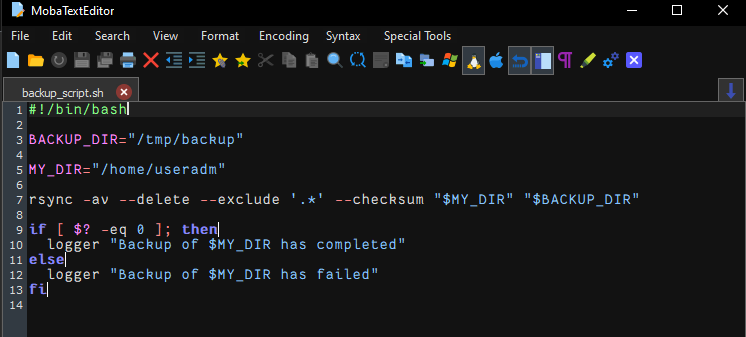 MobaTextEditor
File Edit Search View Format Encoding Syntax Special Tools
backup_script.sh
1 #!/bin/bash
2
3 BACKUP_DIR="/tmp/backup"
4
5 MY_DIR="/home/useradm"
6
7 rsync -av --delete --exclude '.*' --checksum "$MY_DIR" "$BACKUP_DIR"
8
9 if [ $? -eq 0 ]; then
10   logger "Backup of $MY_DIR has completed"
11 else
12   logger "Backup of $MY_DIR has failed"
13 fi
14